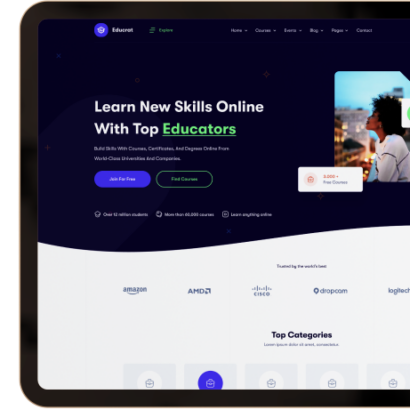 Educrat
Explore
Home
Courses
Events
Blog
Pages
Contact
Learn New Skills Online
With Top Educators
Build Skills With Courses, Certificates, And Degrees Online From
World-Class Universities And Companies.
Join For Free
Find Courses
3,000 +
Free Courses
Over 12 million students
More than 60,000 courses
Learn anything online
Trusted by the world's best
amazon
AMD
CISCO
dropcam
logitech
Top Categories
Lorem ipsum dolor sit amet, consectetur